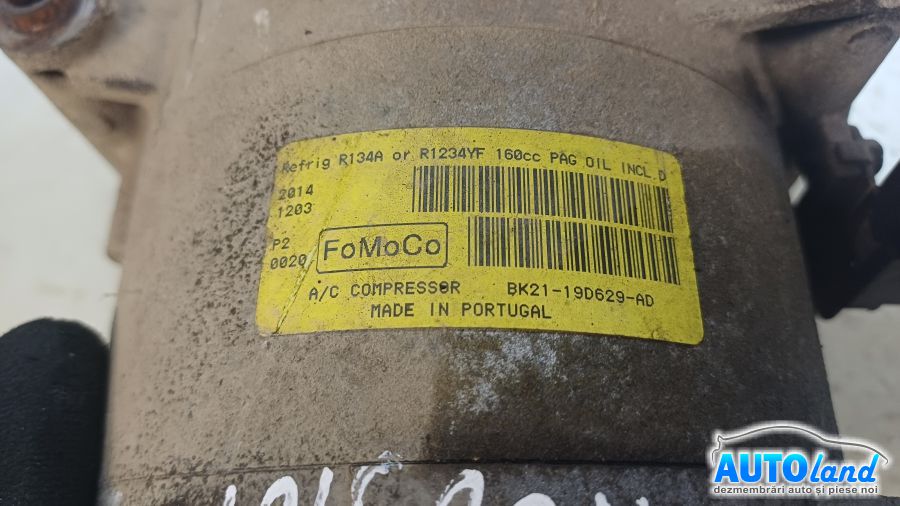 Refrig R134A or R1234YF 160cc PAG OIL INCL.D
2014
1203
P2
0020
FoMoCo
A/C COMPRESSOR BK21-19D629-AD
MADE IN PORTUGAL
AUTOland
dezmembrări auto și piese noi